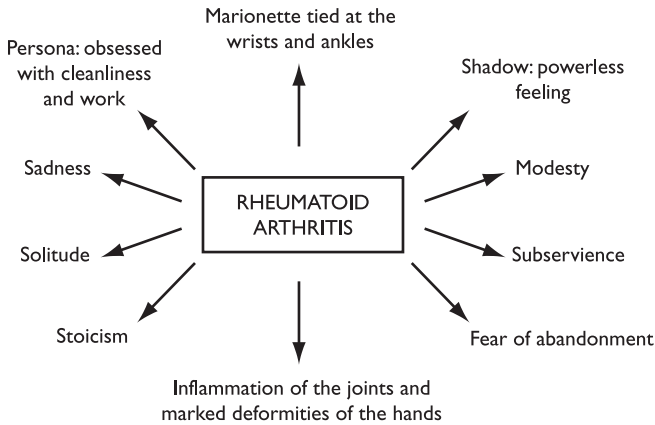 Marionette tied at the
wrists and ankles
Persona: obsessed
with cleanliness
and work
Shadow: powerless
feeling
Sadness
Modesty
RHEUMATOID
ARTHRITIS
Solitude
Subservience
Stoicism
Fear of abandonment
Inflammation of the joints and
marked deformities of the hands